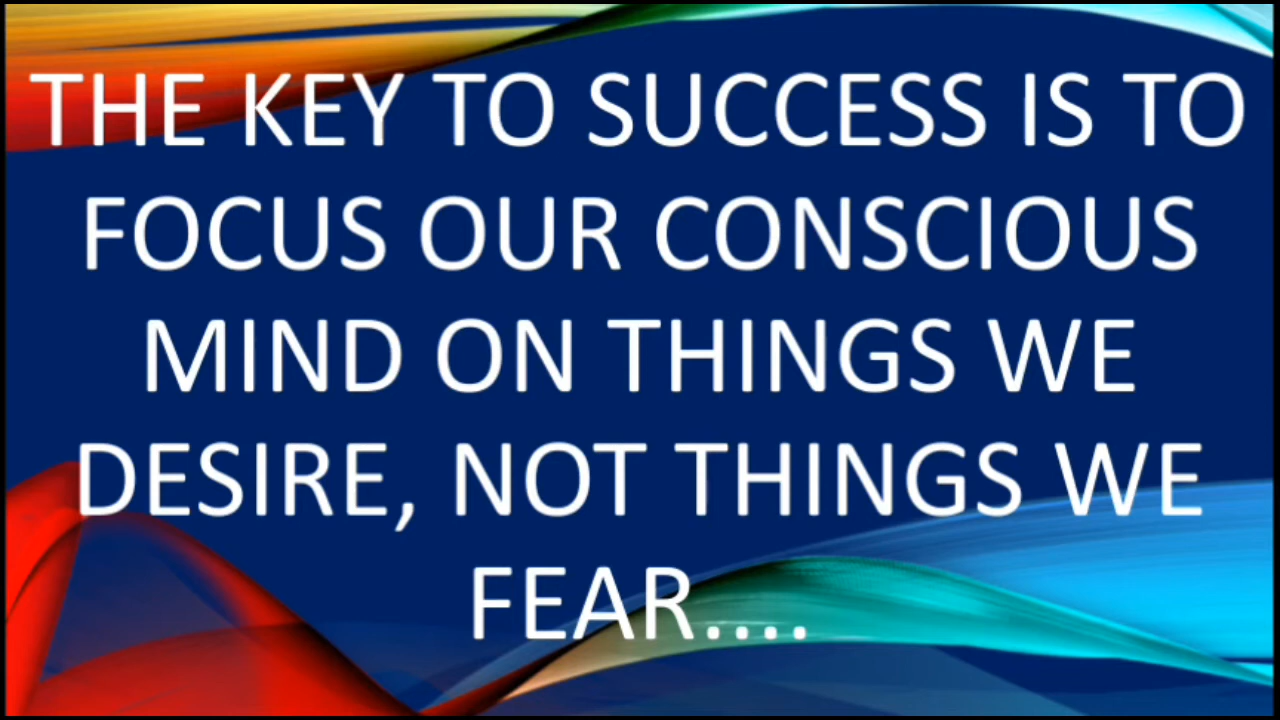 THE KEY TO SUCCESS IS TO
FOCUS OUR CONSCIOUS
MIND ON THINGS WE
DESIRE, NOT THINGS WE
FEAR....